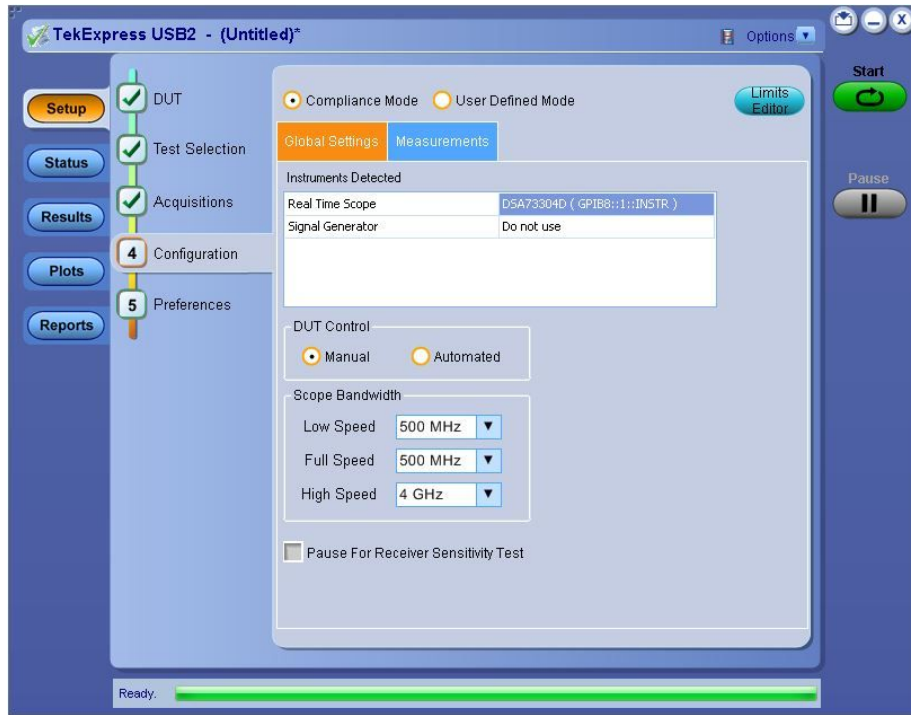 TekExpress USB2 - (Untitled)*
Options
Start
Pause
Setup
Status
Results
Plots
Reports
DUT
Test Selection
Acquisitions
4 Configuration
5 Preferences
Compliance Mode
User Defined Mode
Limits
Editor
Global Settings
Measurements
Instruments Detected
Real Time Scope
DSA73304D ( GPIB8::1::INSTR )
Signal Generator
Do not use
DUT Control
Manual
Automated
Scope Bandwidth
Low Speed
500 MHz
Full Speed
500 MHz
High Speed
4 GHz
Pause For Receiver Sensitivity Test
Ready.